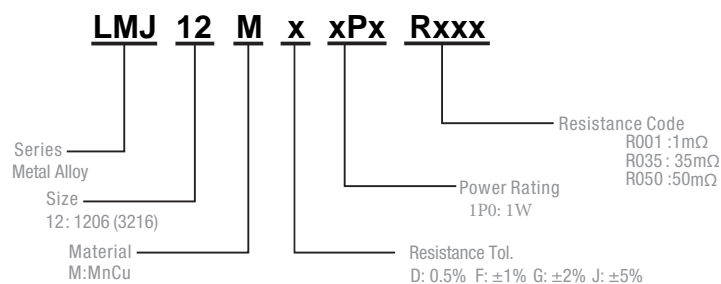 LMJ 12 M x xPx Rxxx
Resistance Code
R001 :1mΩ
R035 : 35mΩ
R050 :50mΩ
Series
Metal Alloy
Power Rating
1P0: 1W
Size
12: 1206 (3216)
Material
M:MnCu
Resistance Tol.
D: 0.5% F: ±1% G: ±2% J: ±5%